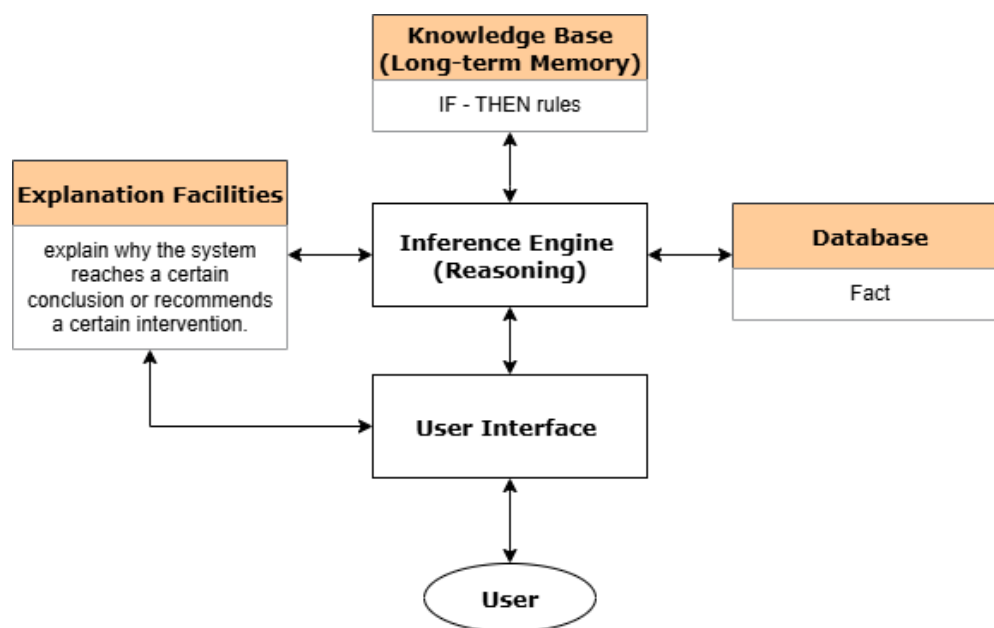 Knowledge Base
(Long-term Memory)
IF - THEN rules
Explanation Facilities
explain why the system
reaches a certain
conclusion or recommends
a certain intervention.
Inference Engine
(Reasoning)
Database
Fact
User Interface
User